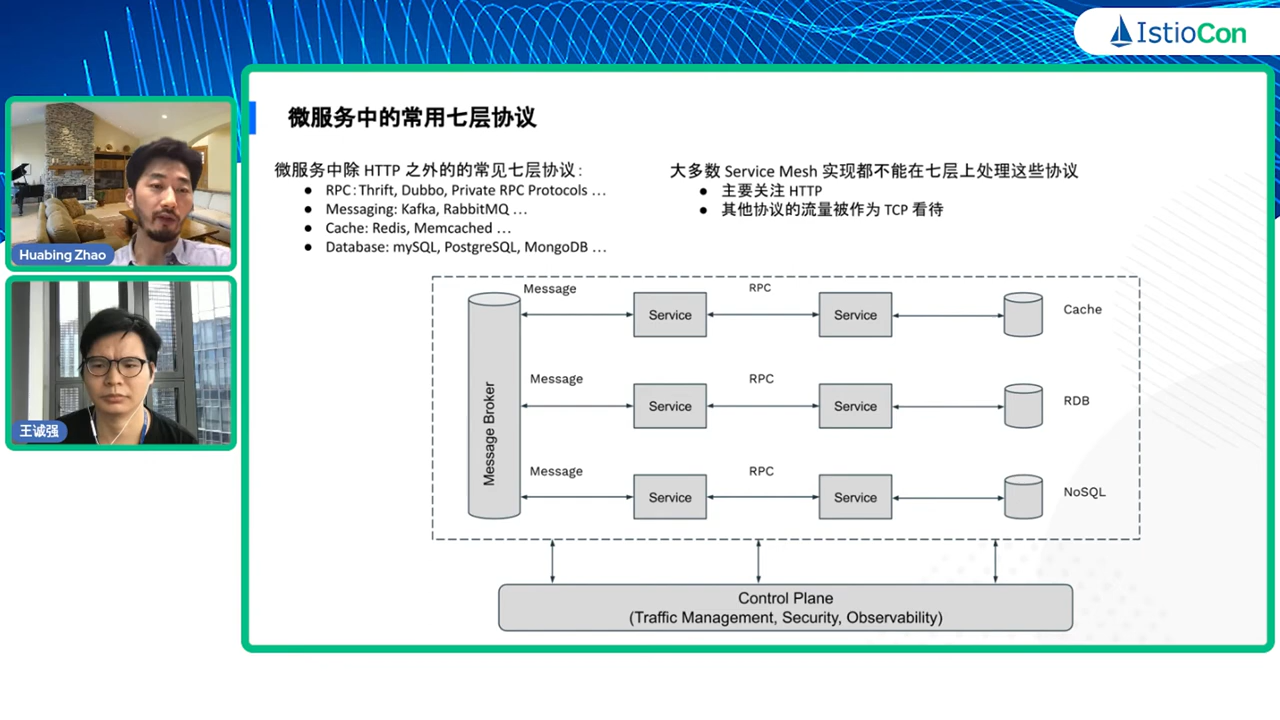 IstioCon
微服务中的常用七层协议
微服务中除 HTTP 之外的的常见七层协议：
● RPC：Thrift, Dubbo, Private RPC Protocols …
● Messaging: Kafka, RabbitMQ …
● Cache: Redis, Memcached …
● Database: mySQL, PostgreSQL, MongoDB …
大多数 Service Mesh 实现都不能在七层上处理这些协议
● 主要关注 HTTP
● 其他协议的流量被作为 TCP 看待
Huabing Zhao
王诚强
Message Broker
Message
Service
RPC
Service
Cache
Message
Service
RPC
Service
RDB
Message
Service
RPC
Service
NoSQL
Control Plane
(Traffic Management, Security, Observability)